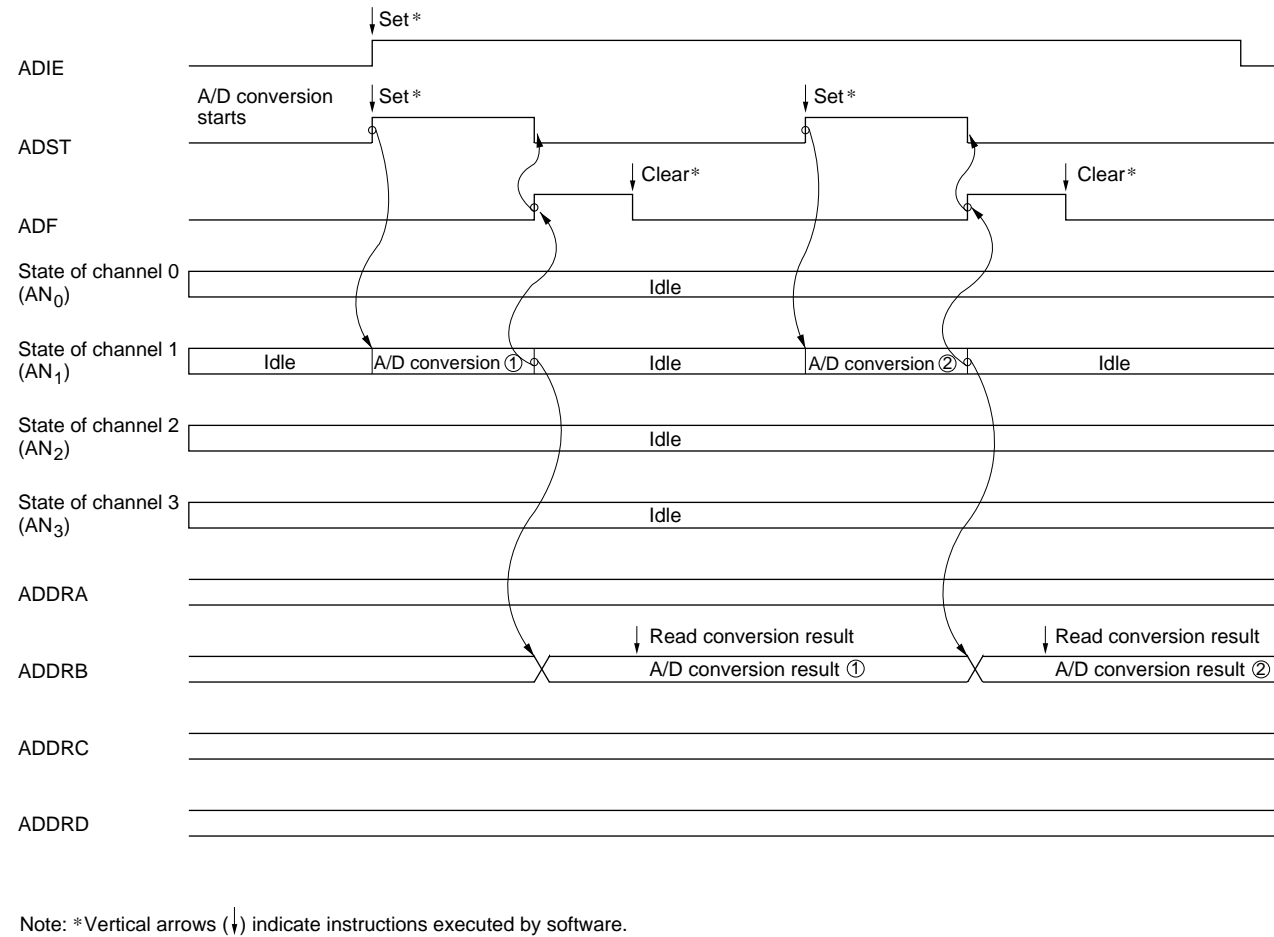 Set*
ADIE
A/D conversion
starts
Set*
Set*
ADST
Clear*
Clear*
ADF
State of channel 0
(AN0)
Idle
State of channel 1
(AN1)
Idle
A/D conversion ①
Idle
A/D conversion ②
Idle
State of channel 2
(AN2)
Idle
State of channel 3
(AN3)
Idle
ADDRA
Read conversion result
Read conversion result
ADDRB
A/D conversion result ①
A/D conversion result ②
ADDRC
ADDRD
Note: *Vertical arrows (↓) indicate instructions executed by software.